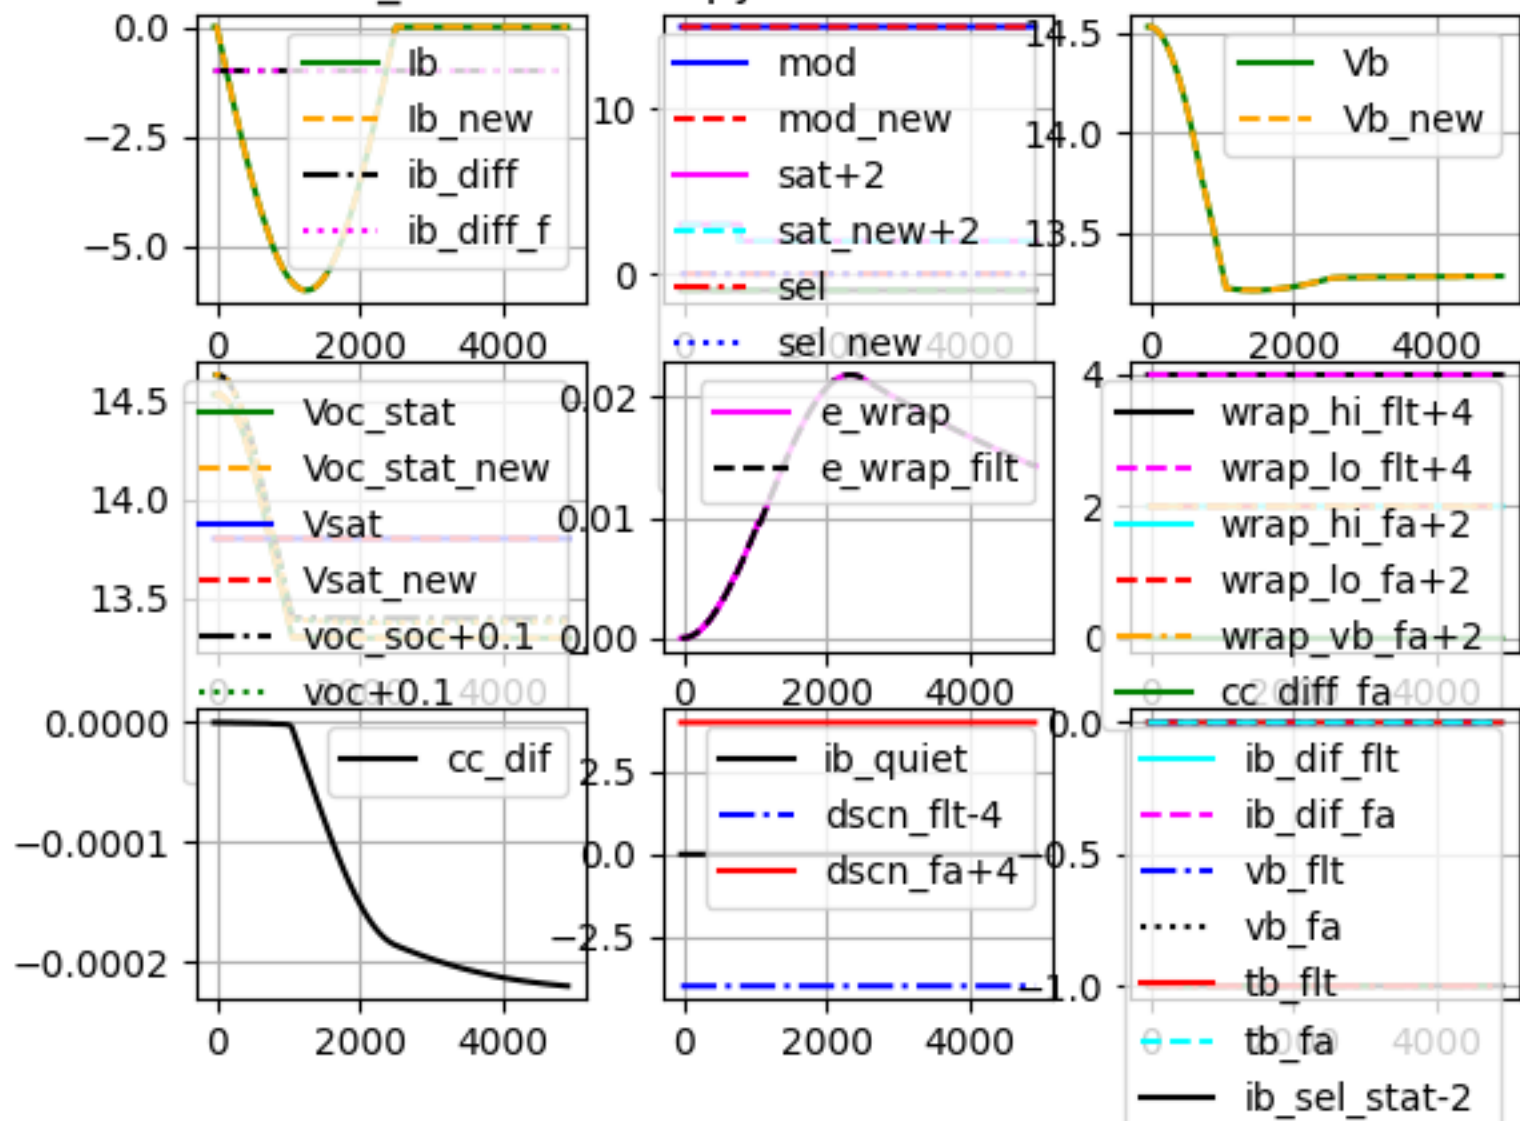 0.0
−2.5
−5.0
0
2000
4000
Ib
Ib_new
ib_diff
ib_diff_f
10
0
0
4000
mod
mod_new
sat+2
sat_new+2
sel
sel_new
14.5
14.0
13.5
0
2000
4000
Vb
Vb_new
14.5
14.0
13.5
0
4000
Voc_stat
Voc_stat_new
Vsat
Vsat_new
voc_soc+0.1
voc+0.1
0.02
0.01
0.00
0
2000
4000
e_wrap
e_wrap_filt
4
2
0
0
2000
4000
wrap_hi_flt+4
wrap_lo_flt+4
wrap_hi_fa+2
wrap_lo_fa+2
wrap_vb_fa+2
cc_diff_fa
0.0000
−0.0001
−0.0002
0
2000
4000
cc_dif
2.5
0.0
−2.5
0
2000
4000
ib_quiet
dscn_flt-4
dscn_fa+4
0.0
−0.5
−1.0
0
2000
4000
ib_dif_flt
ib_dif_fa
vb_flt
vb_fa
tb_flt
tb_fa
ib_sel_stat-2